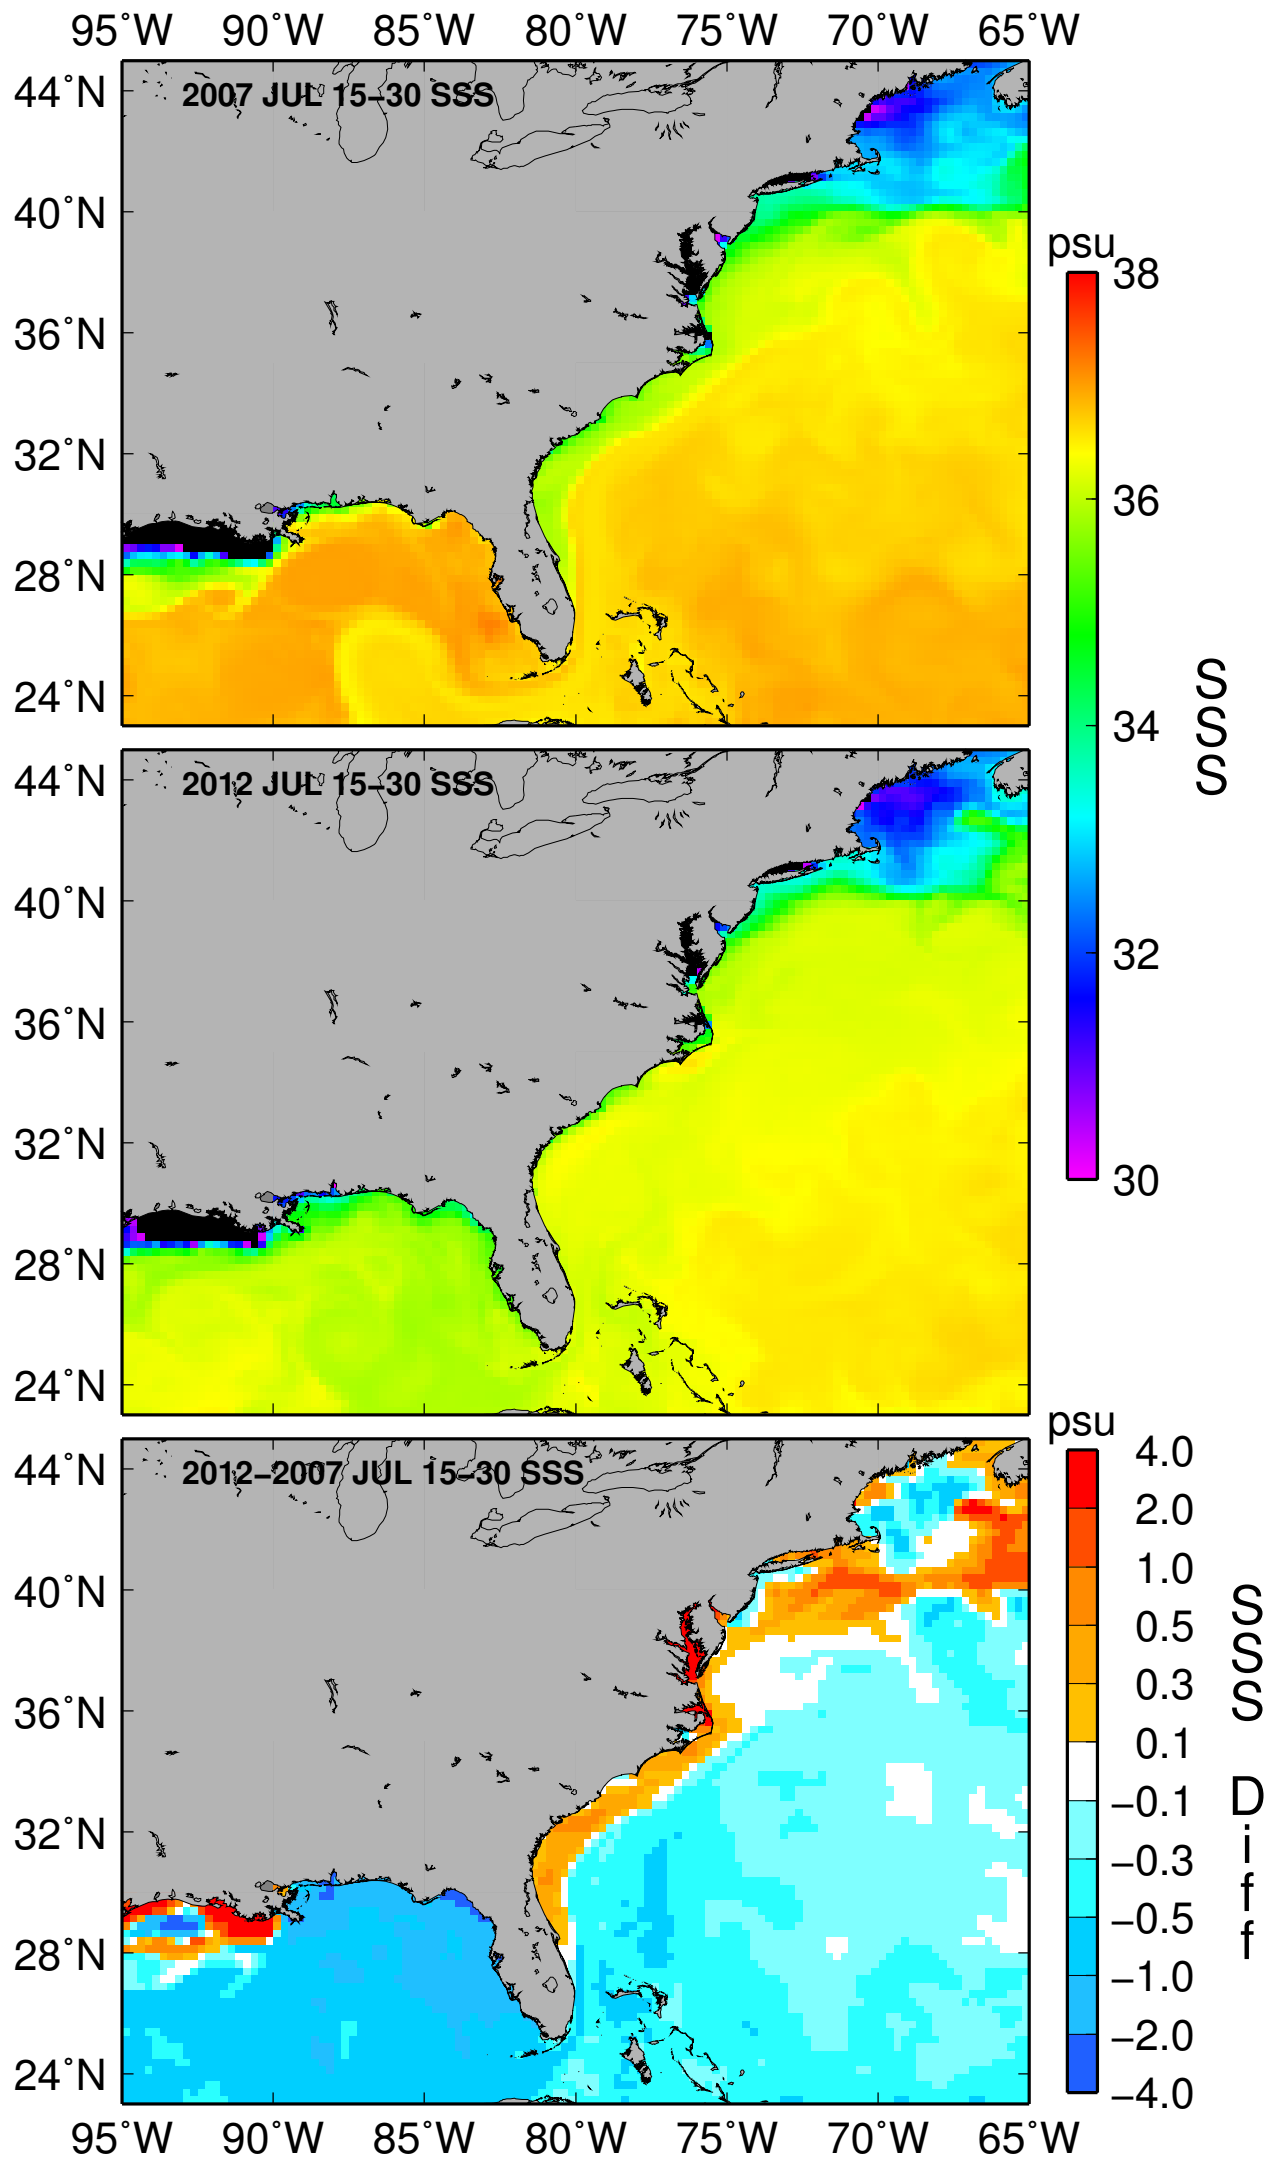 95°W 90°W 85°W 80°W 75°W 70°W 65°W
2007 JUL 15–30 SSS
44°N
40°N
36°N
32°N
28°N
24°N
psu
38
36
34
32
30
S
S
S
2012 JUL 15–30 SSS
44°N
40°N
36°N
32°N
28°N
24°N
2012–2007 JUL 15–30 SSS
44°N
40°N
36°N
32°N
28°N
24°N
psu
4.0
2.0
1.0
0.5
0.3
0.1
−0.1
−0.3
−0.5
−1.0
−2.0
−4.0
S
S
S
D
i
f
f
95°W 90°W 85°W 80°W 75°W 70°W 65°W